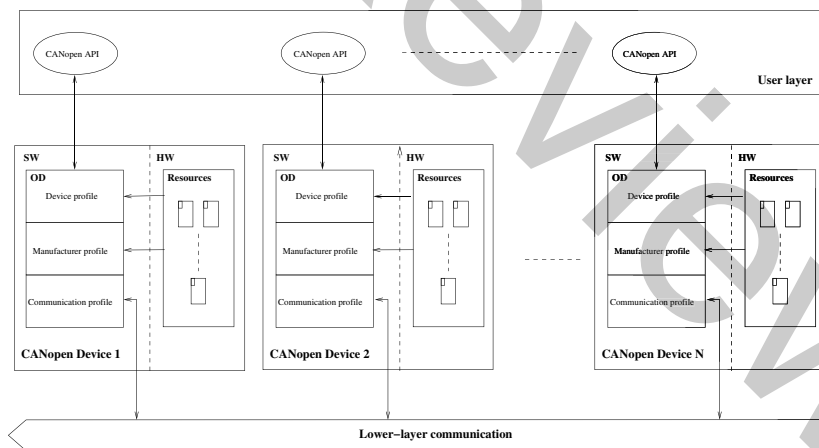 CANopen API CANopen API CANopen API
User layer
SW HW SW HW SW HW
OD Resources OD Resources OD Resources
Device profile Device profile Device profile
Manufacturer profile Manufacturer profile Manufacturer profile
Communication profile Communication profile Communication profile
CANopen Device 1 CANopen Device 2 CANopen Device N
Lower-layer communication